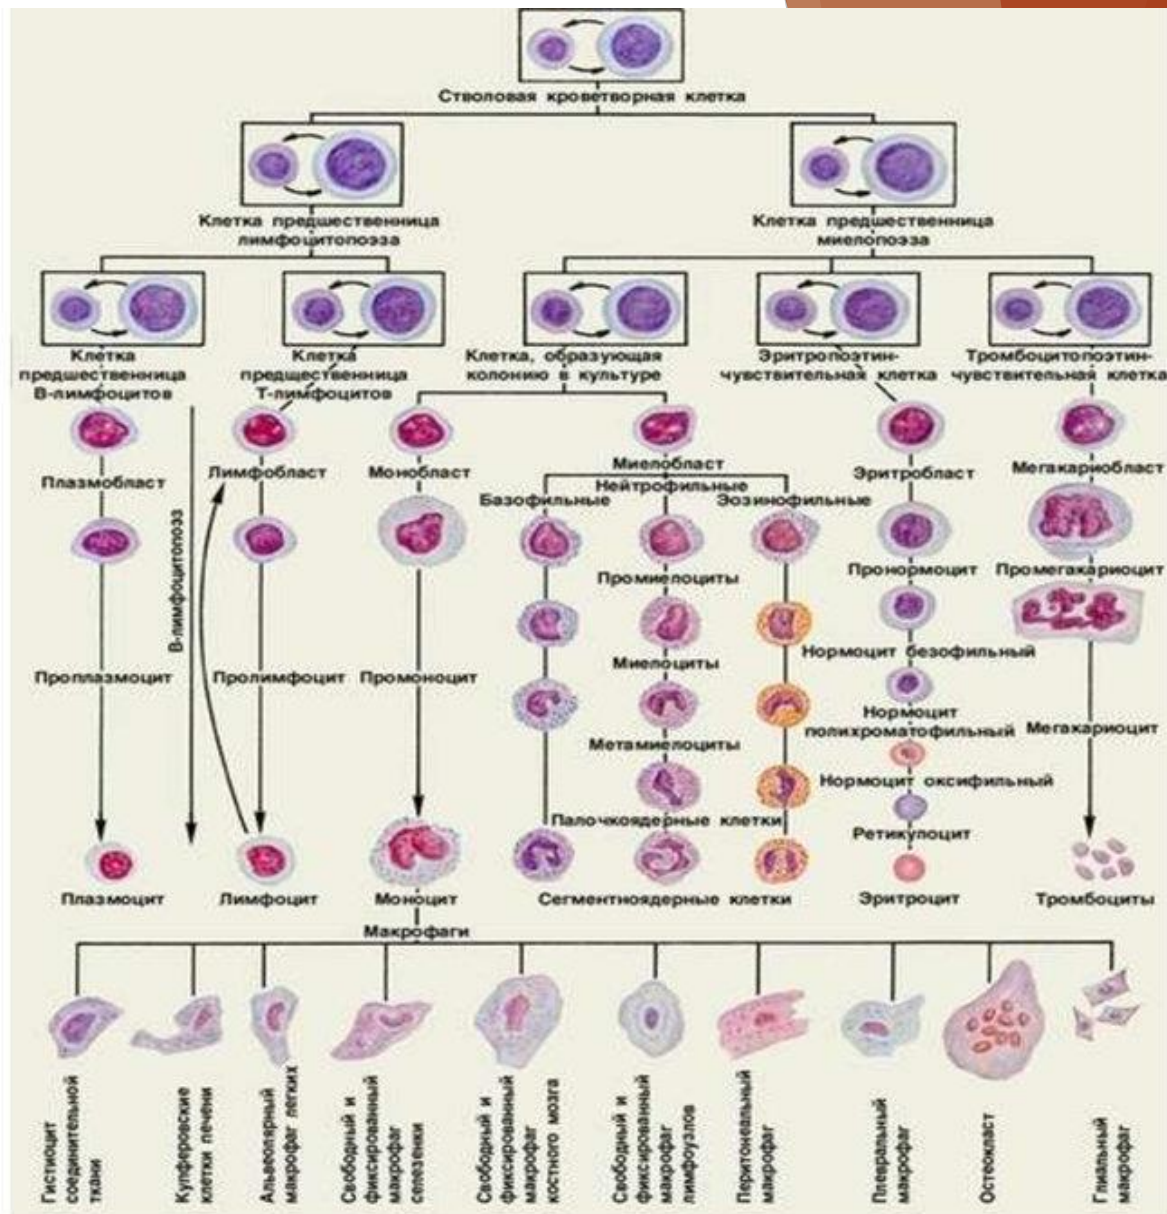 Стволовая кроветворная клетка
Клетка предшественница
лимфоцитопоэза
Клетка предшественница
миелопоэза
Клетка
предшественница
В-лимфоцитов
Клетка
предщественница
Т-лимфоцитов
Клетка, образующая
колонию в культуре
Эритропоэтин-
чувствительная клетка
Тромбоцитопоэтин-
чувствительная клетка
Плазмобласт
Лимфобласт
Монобласт
Миелобласт
Эритробласт
Мегакариобласт
Базофильные
Нейтрофильные
Эозинофильные
В-лимфоцитопоэз
Промиелоциты
Пронормоцит
Промегакариоцит
Проплазмоцит
Пролимфоцит
Промоноцит
Миелоциты
Нормоцит безофильный
Метамиелоциты
Нормоцит
полихроматофильный
Мегакариоцит
Нормоцит оксифильный
Палочкоядерные клетки
Ретикулоцит
Плазмоцит
Лимфоцит
Моноцит
Сегментноядерные клетки
Эритроцит
Тромбоциты
Макрофаги
Гистиоцит
соединительной
ткани
Купферовские
клетки печени
Альвеолярный
макрофаг легких
Свободный и
фиксированный
макрофаг
селезенки
Свободный и
фиксированный
макрофаг
костного мозга
Свободный и
фиксированный
макрофаг
лимфоузлов
Перитонеальный
макрофаг
Плевральный
макрофаг
Остеокласт
Глиальный
макрофаг